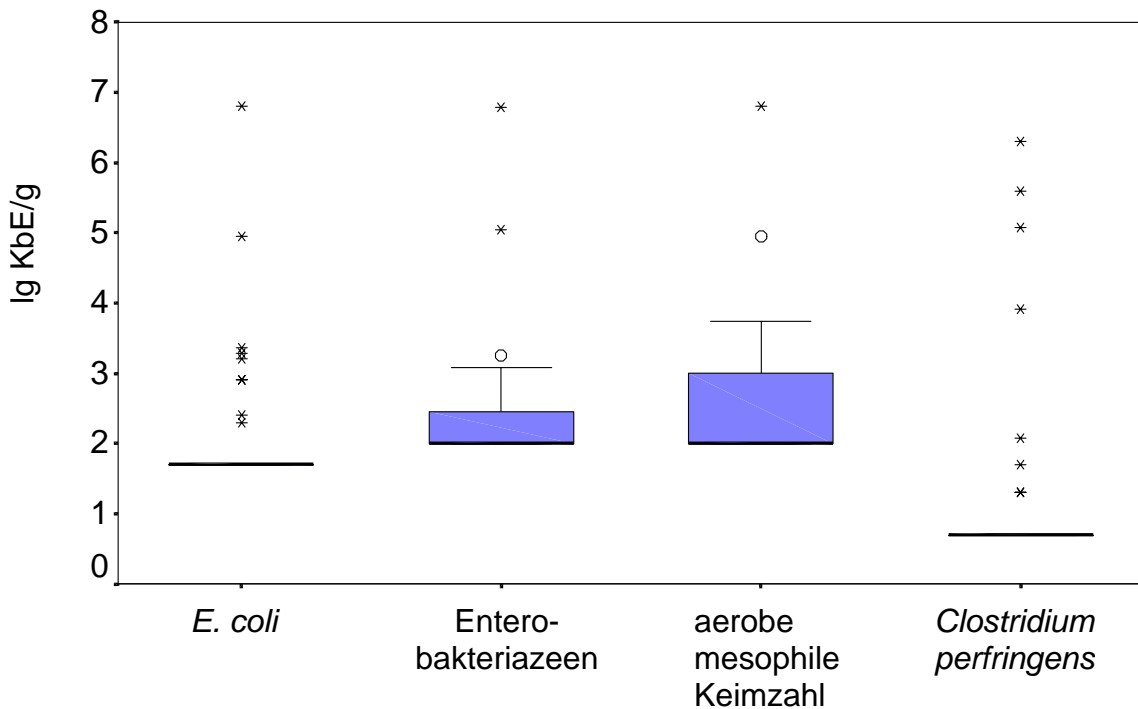 8
7
6
5
4
3
2
1
0
lg KbE/g
E. coli
Entero-
bakteriazeen
aerobe
mesophile
Keimzahl
Clostridium
perfringens